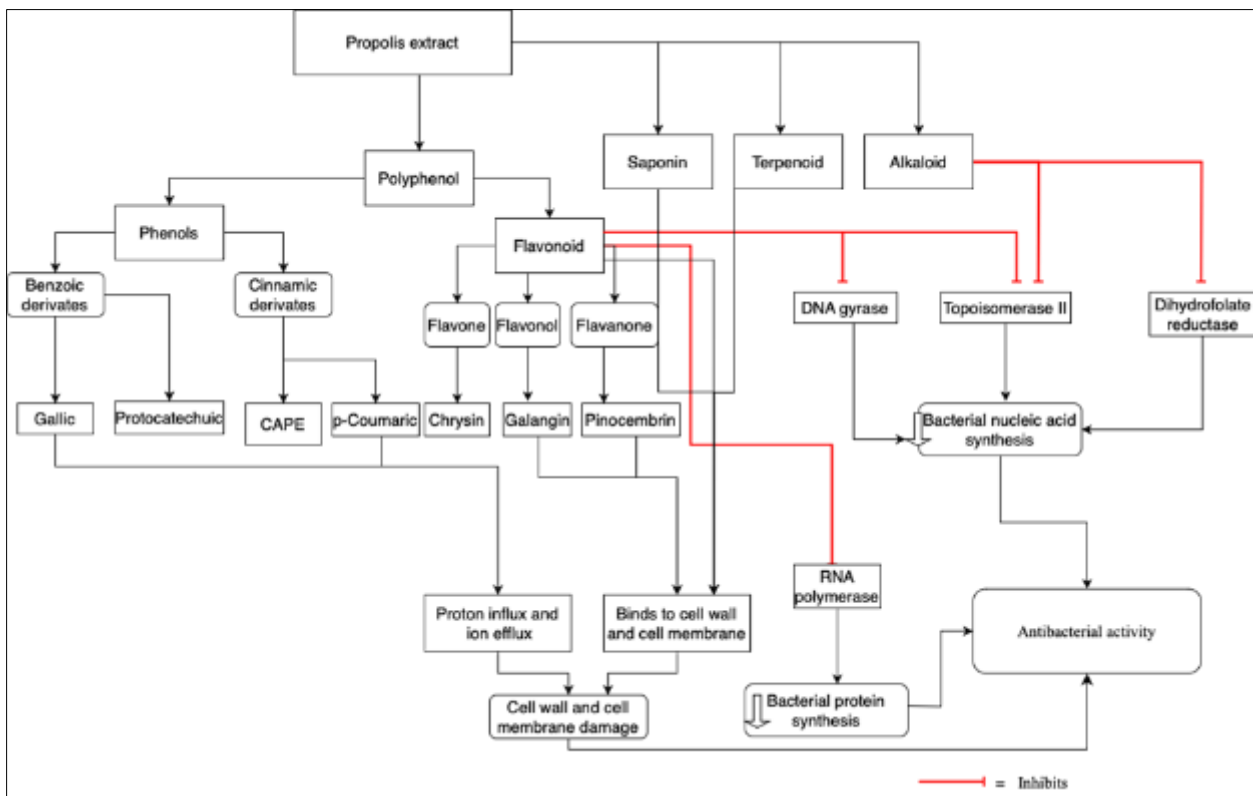 Propolis extract
Saponin
Terpenoid
Alkaloid
Polyphenol
Phenols
Flavonoid
Benzoic
derivates
Cinnamic
derivates
Flavone
Flavonol
Flavanone
DNA gyrase
Topoisomerase II
Dihydrofolate
reductase
Gallic
Protocatechuic
CAPE
p-Coumaric
Chrysin
Galangin
Pinocembrin
Bacterial nucleic acid
synthesis
RNA
polymerase
Proton influx and
ion efflux
Binds to cell wall
and cell membrane
Antibacterial activity
Cell wall and cell
membrane damage
Bacterial protein
synthesis
= Inhibits